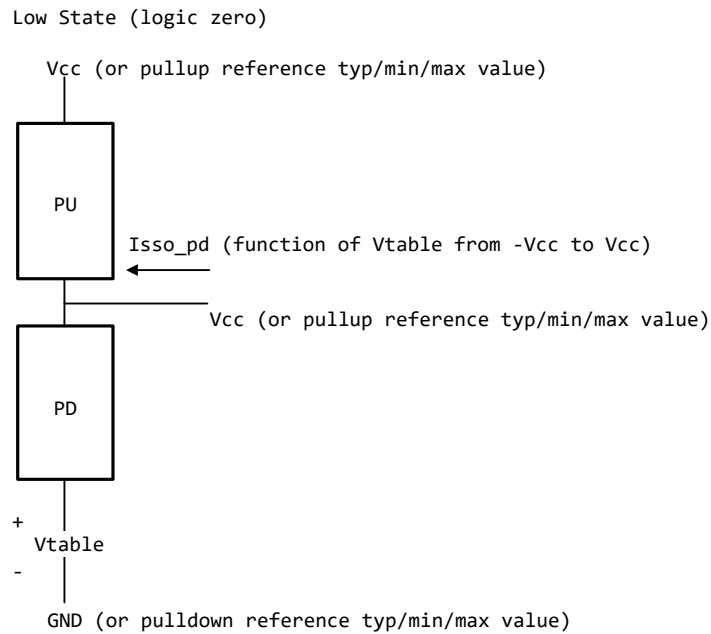 Low State (logic zero)
Vcc (or pullup reference typ/min/max value)
PU
Isso_pd (function of Vtable from -Vcc to Vcc)
Vcc (or pullup reference typ/min/max value)
PD
+
Vtable
-
GND (or pulldown reference typ/min/max value)